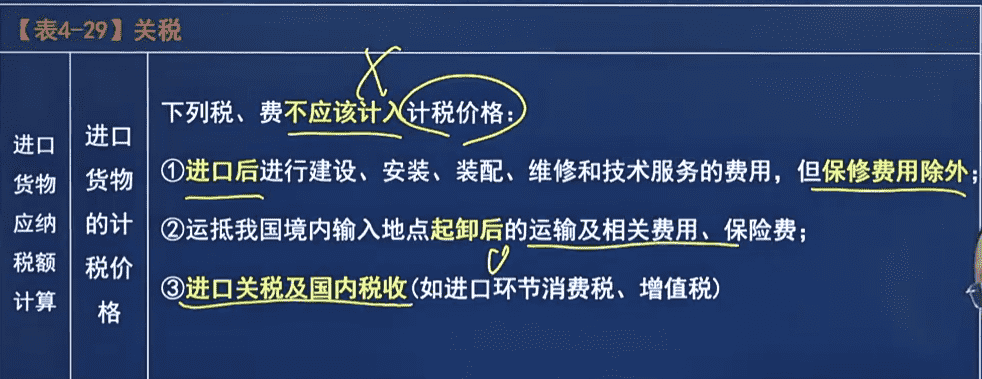 【表4-29】关税
进口
货物
应纳
税额
计算
进口
货物
的计
税价
格
下列税、费不应该计入计税价格：
①进口后进行建设、安装、装配、维修和技术服务的费用，但保修费用除外；
②运抵我国境内输入地点起卸后的运输及相关费用、保险费；
③进口关税及国内税收(如进口环节消费税、增值税)